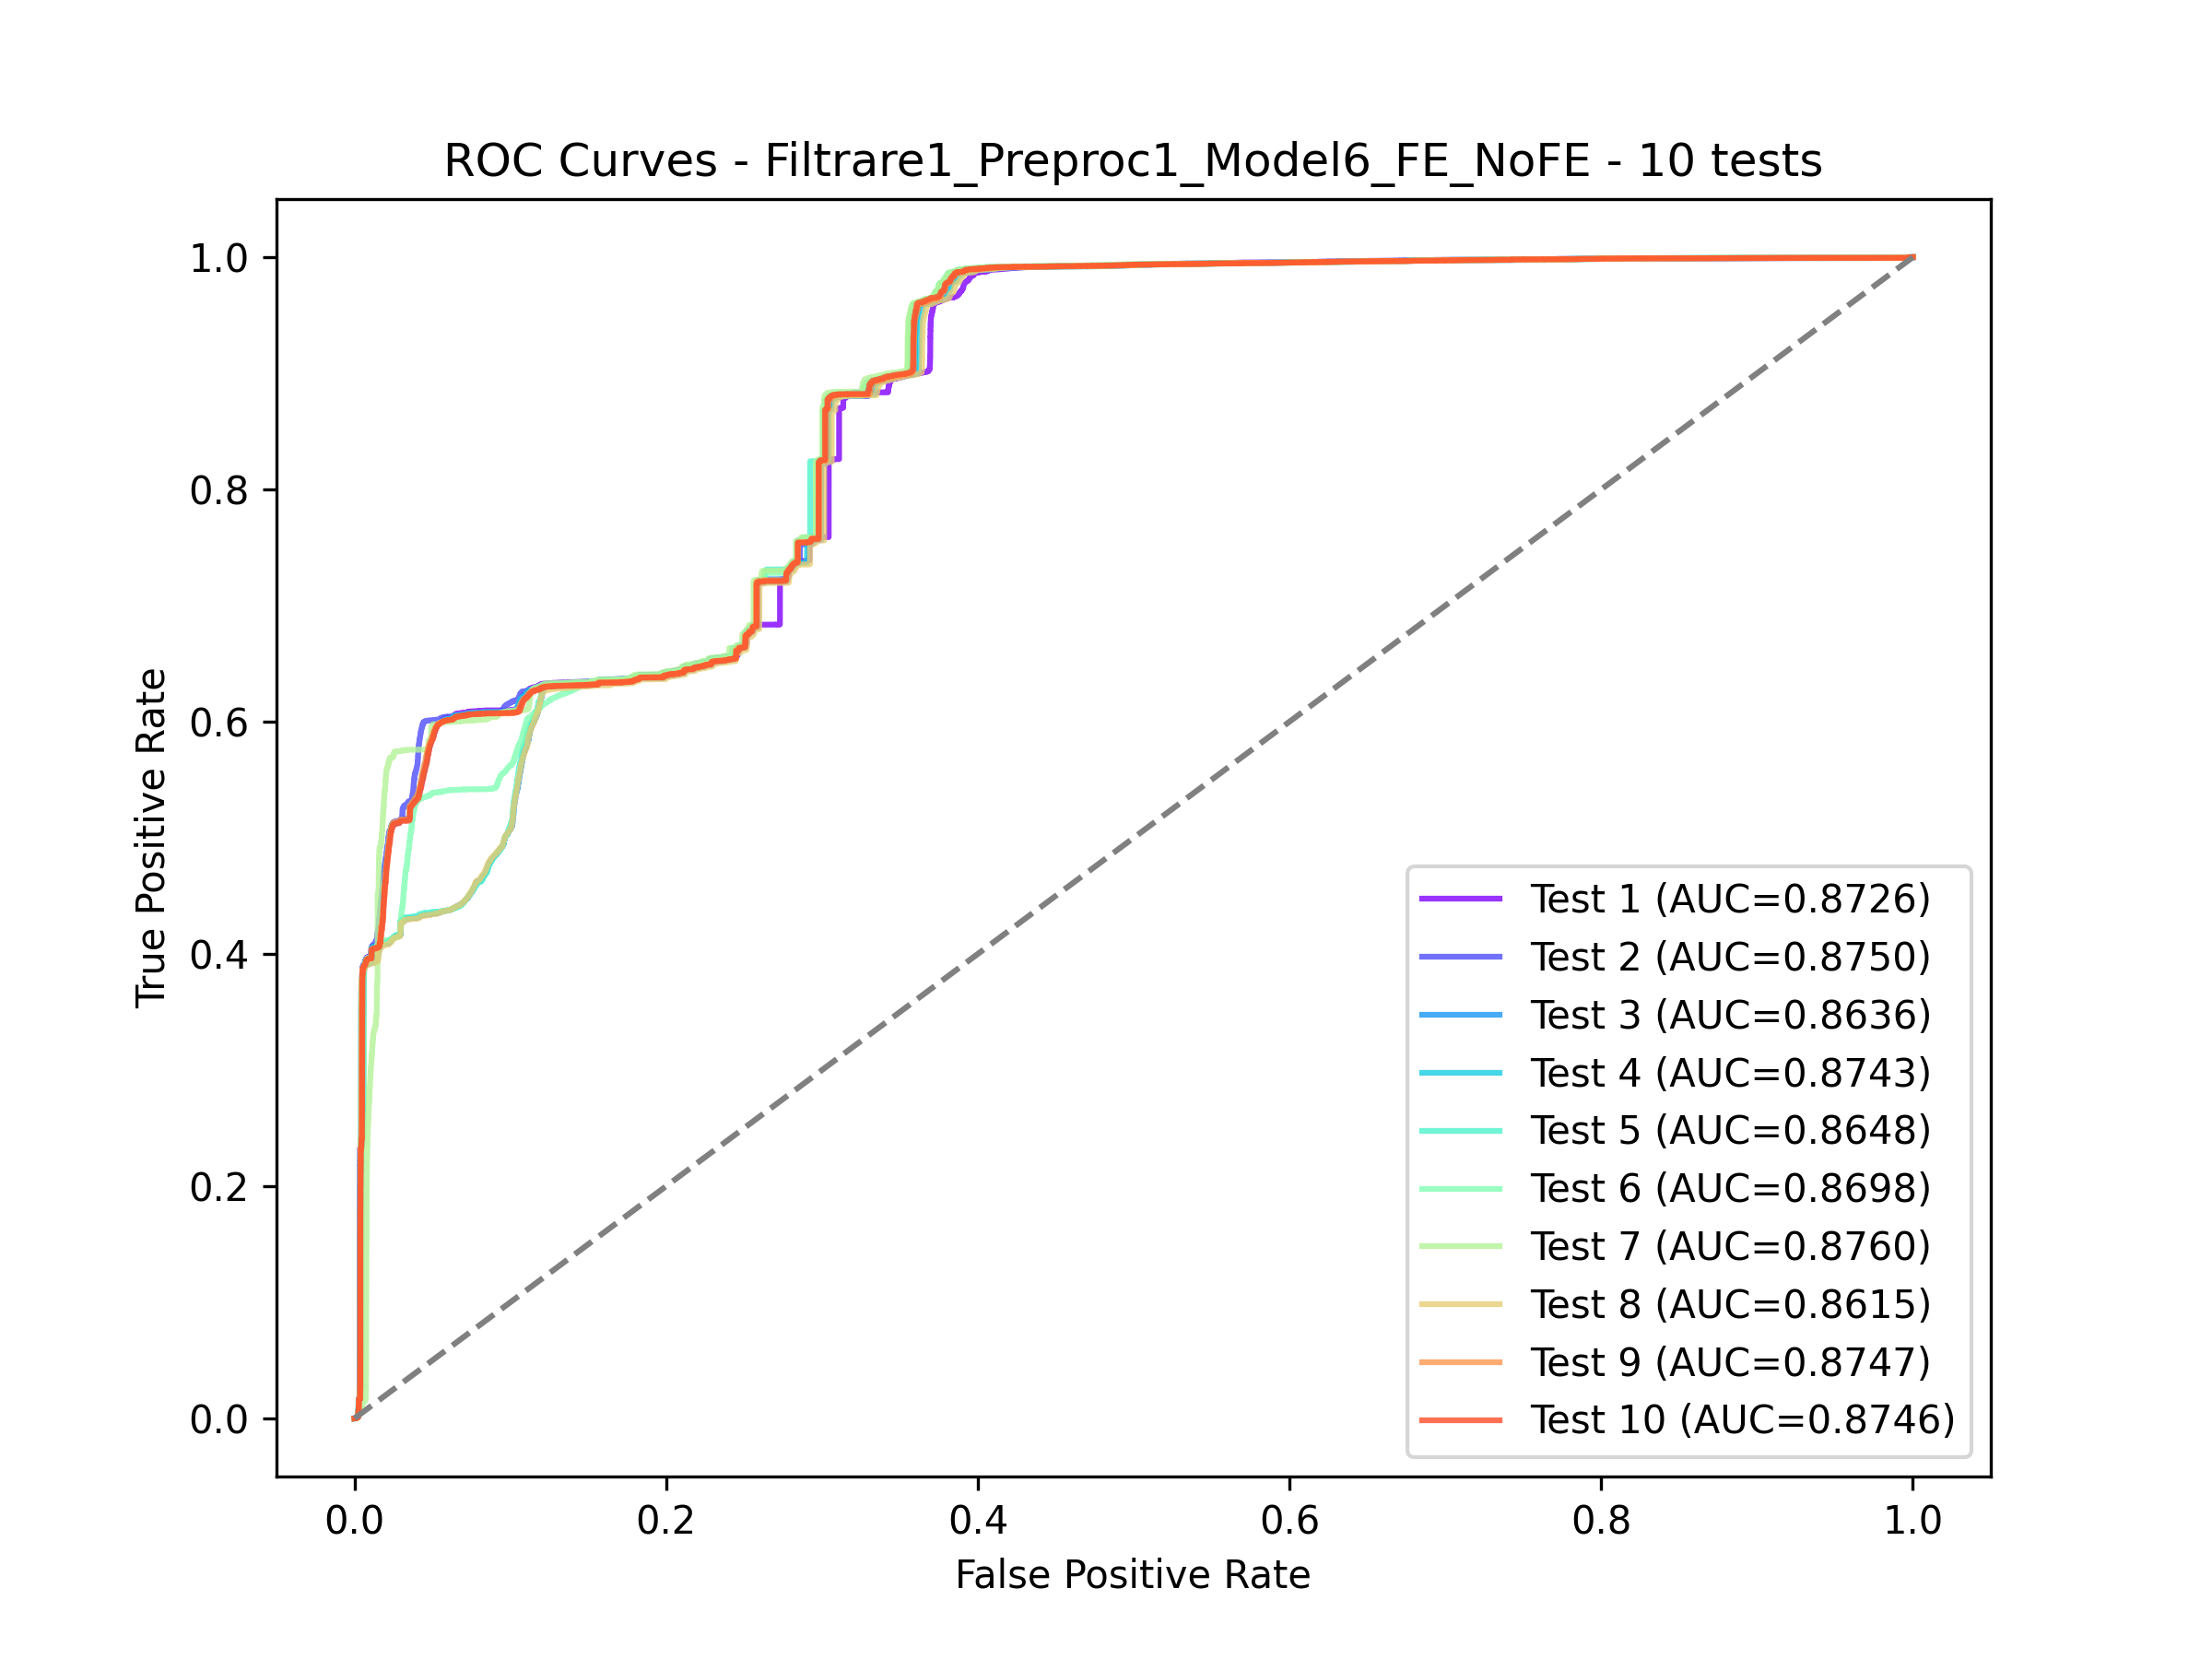 ROC Curves - Filtrare1_Preproc1_Model6_FE_NoFE - 10 tests
True Positive Rate
1.0
0.8
0.6
0.4
0.2
0.0
Test 1 (AUC=0.8726)
Test 2 (AUC=0.8750)
Test 3 (AUC=0.8636)
Test 4 (AUC=0.8743)
Test 5 (AUC=0.8648)
Test 6 (AUC=0.8698)
Test 7 (AUC=0.8760)
Test 8 (AUC=0.8615)
Test 9 (AUC=0.8747)
Test 10 (AUC=0.8746)
0.0 0.2 0.4 0.6 0.8 1.0
False Positive Rate